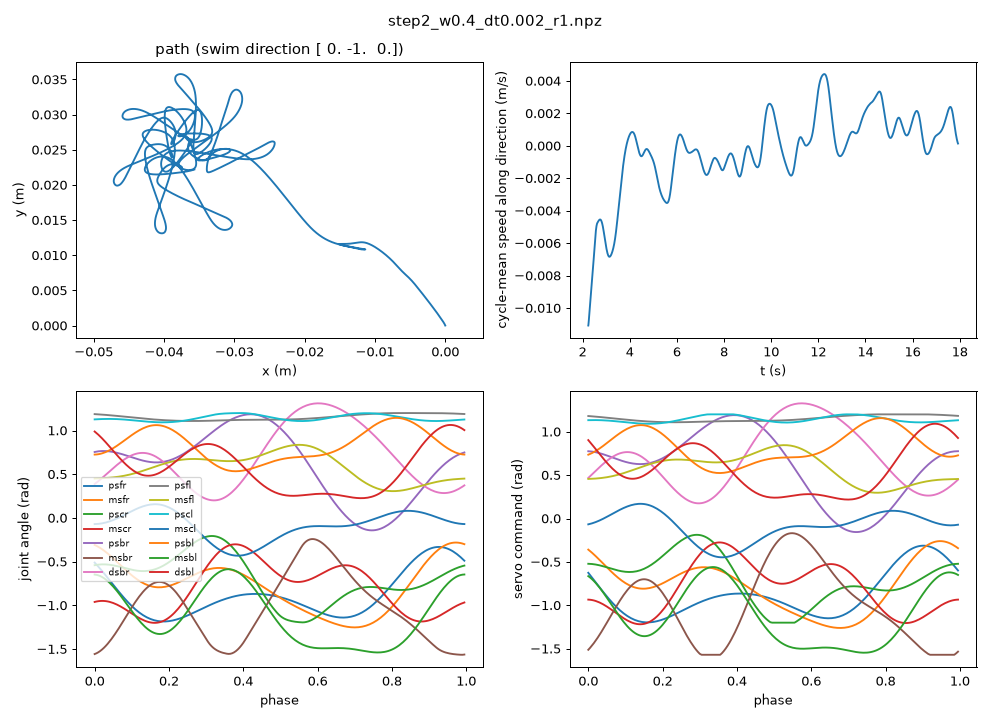 step2_w0.4_dt0.002_r1.npz
path (swim direction [ 0. -1.  0.])
0.035
0.030
0.025
0.020
0.015
0.010
0.005
0.000
y (m)
−0.05 −0.04 −0.03 −0.02 −0.01 0.00
x (m)
0.004
0.002
0.000
−0.002
−0.004
−0.006
−0.008
−0.010
cycle-mean speed along direction (m/s)
2 4 6 8 10 12 14 16 18
t (s)
1.0
0.5
0.0
−0.5
−1.0
−1.5
joint angle (rad)
psfr psfl
msfr msfl
pscr pscl
mscr mscl
psbr psbl
msbr msbl
dsbr dsbl
0.0 0.2 0.4 0.6 0.8 1.0
phase
1.0
0.5
0.0
−0.5
−1.0
−1.5
servo command (rad)
0.0 0.2 0.4 0.6 0.8 1.0
phase